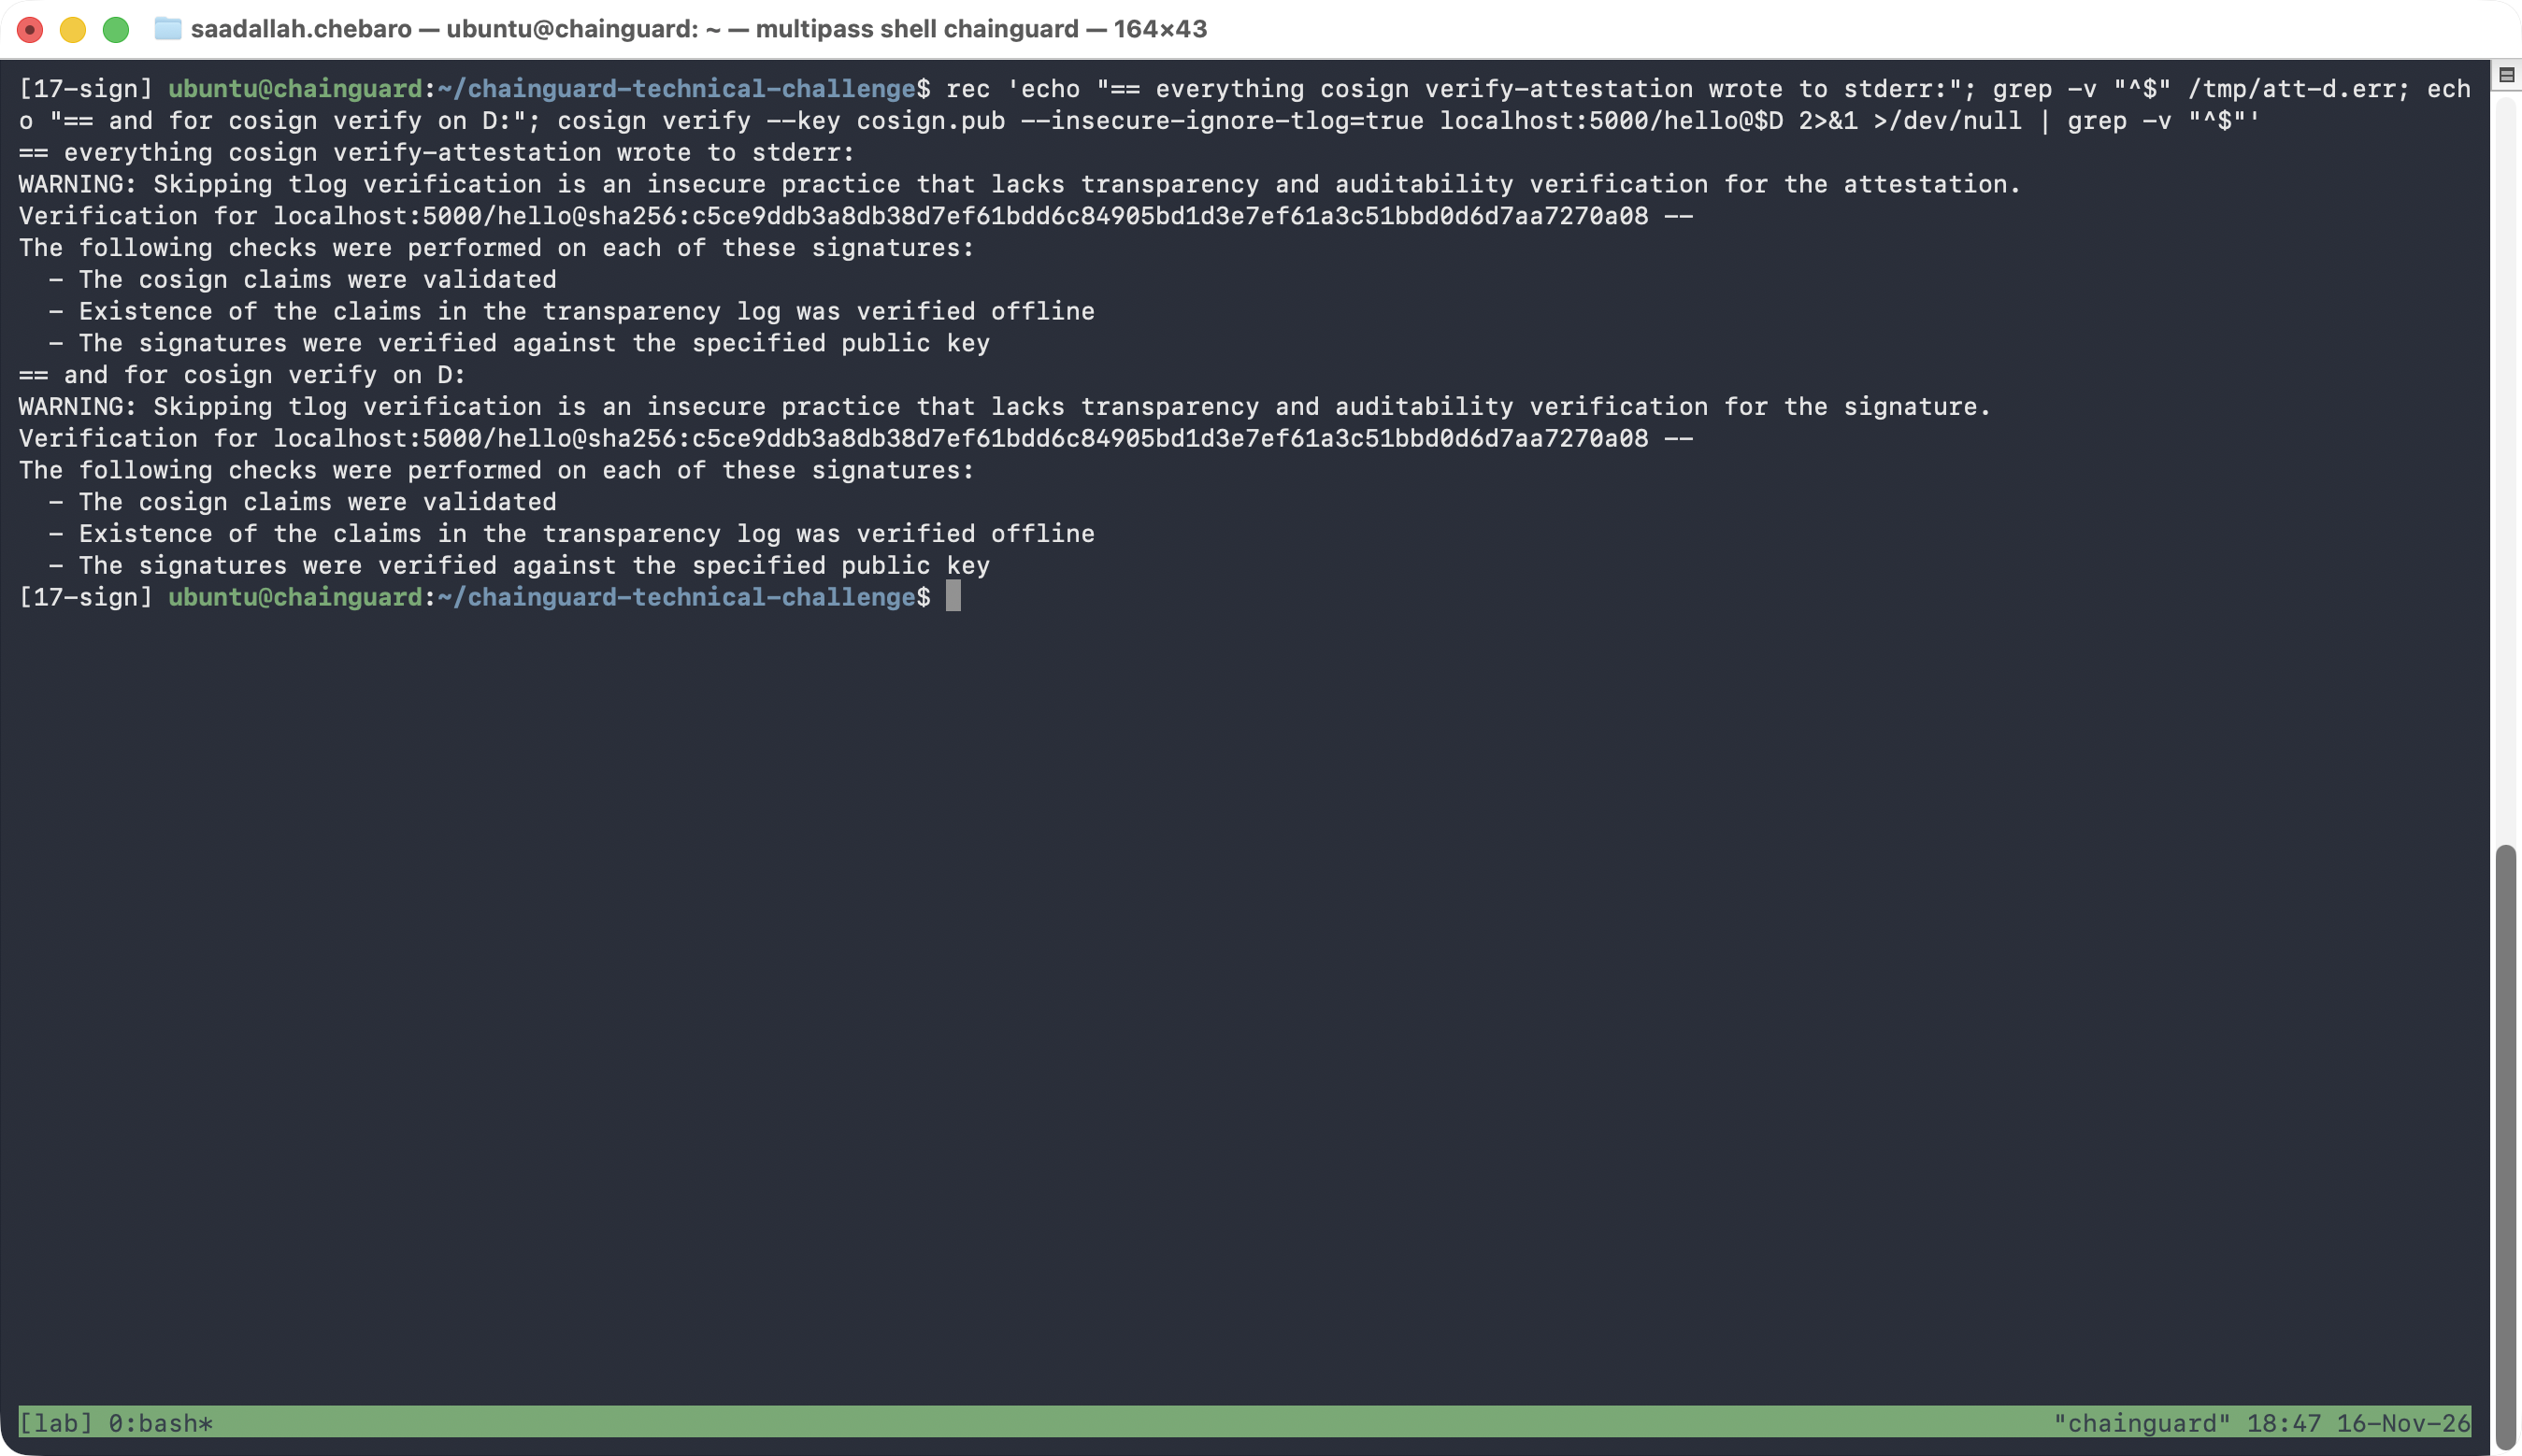 saadallah.chebaro — ubuntu@chainguard: ~ — multipass shell chainguard — 164×43
[17-sign] ubuntu@chainguard:~/chainguard-technical-challenge$ rec 'echo "== everything cosign verify-attestation wrote to stderr:"; grep -v "^$" /tmp/att-d.err; ech
o "== and for cosign verify on D:"; cosign verify --key cosign.pub --insecure-ignore-tlog=true localhost:5000/hello@$D 2>&1 >/dev/null | grep -v "^$"'
== everything cosign verify-attestation wrote to stderr:
WARNING: Skipping tlog verification is an insecure practice that lacks transparency and auditability verification for the attestation.
Verification for localhost:5000/hello@sha256:c5ce9ddb3a8db38d7ef61bdd6c84905bd1d3e7ef61a3c51bbd0d6d7aa7270a08 --
The following checks were performed on each of these signatures:
  - The cosign claims were validated
  - Existence of the claims in the transparency log was verified offline
  - The signatures were verified against the specified public key
== and for cosign verify on D:
WARNING: Skipping tlog verification is an insecure practice that lacks transparency and auditability verification for the signature.
Verification for localhost:5000/hello@sha256:c5ce9ddb3a8db38d7ef61bdd6c84905bd1d3e7ef61a3c51bbd0d6d7aa7270a08 --
The following checks were performed on each of these signatures:
  - The cosign claims were validated
  - Existence of the claims in the transparency log was verified offline
  - The signatures were verified against the specified public key
[17-sign] ubuntu@chainguard:~/chainguard-technical-challenge$
[lab] 0:bash* "chainguard" 18:47 16-Nov-26